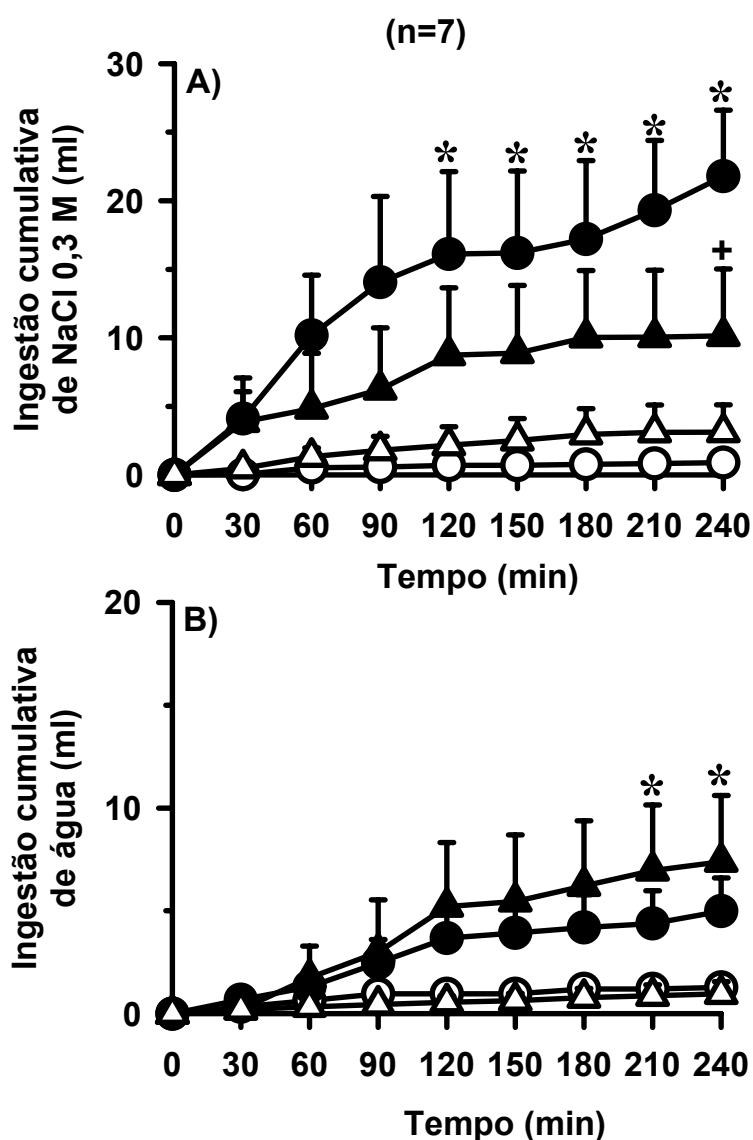 (n=7)
A)
Ingestão cumulativa
de NaCl 0,3 M (ml)
30
20
10
0
* * * * *
+
0 30 60 90 120 150 180 210 240
Tempo (min)
B)
Ingestão cumulativa
de água (ml)
20
10
0
* *
0 30 60 90 120 150 180 210 240
Tempo (min)